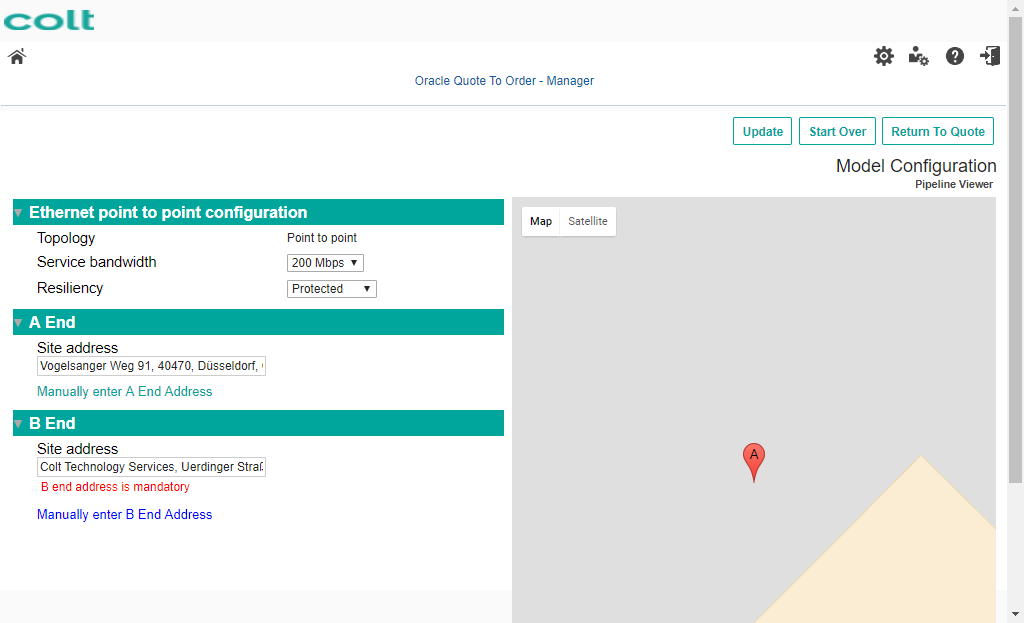 colt
Oracle Quote To Order - Manager
Update Start Over Return To Quote
Model Configuration
Pipeline Viewer
Ethernet point to point configuration
Topology Point to point
Service bandwidth 200 Mbps
Resiliency Protected
A End
Site address
Vogelsanger Weg 91, 40470, Düsseldorf,
Manually enter A End Address
B End
Site address
Colt Technology Services, Uerdinger Straß
B end address is mandatory
Manually enter B End Address
Map Satellite
A